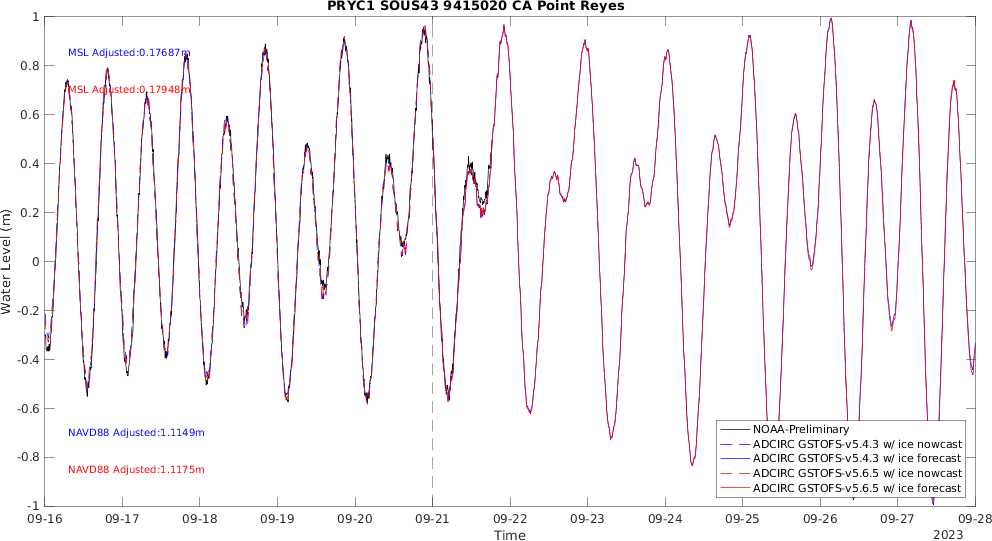 PRYC1 SOUS43 9415020 CA Point Reyes
Water Level (m)
1
0.8
0.6
0.4
0.2
0
-0.2
-0.4
-0.6
-0.8
-1
MSL Adjusted:0.17687m
MSL Adjusted:0.17948m
NAVD88 Adjusted:1.1149m
NAVD88 Adjusted:1.1175m
NOAA-Preliminary
ADCIRC GSTOFS-v5.4.3 w/ ice nowcast
ADCIRC GSTOFS-v5.4.3 w/ ice forecast
ADCIRC GSTOFS-v5.6.5 w/ ice nowcast
ADCIRC GSTOFS-v5.6.5 w/ ice forecast
09-16 09-17 09-18 09-19 09-20 09-21 09-22 09-23 09-24 09-25 09-26 09-27 09-28
2023
Time